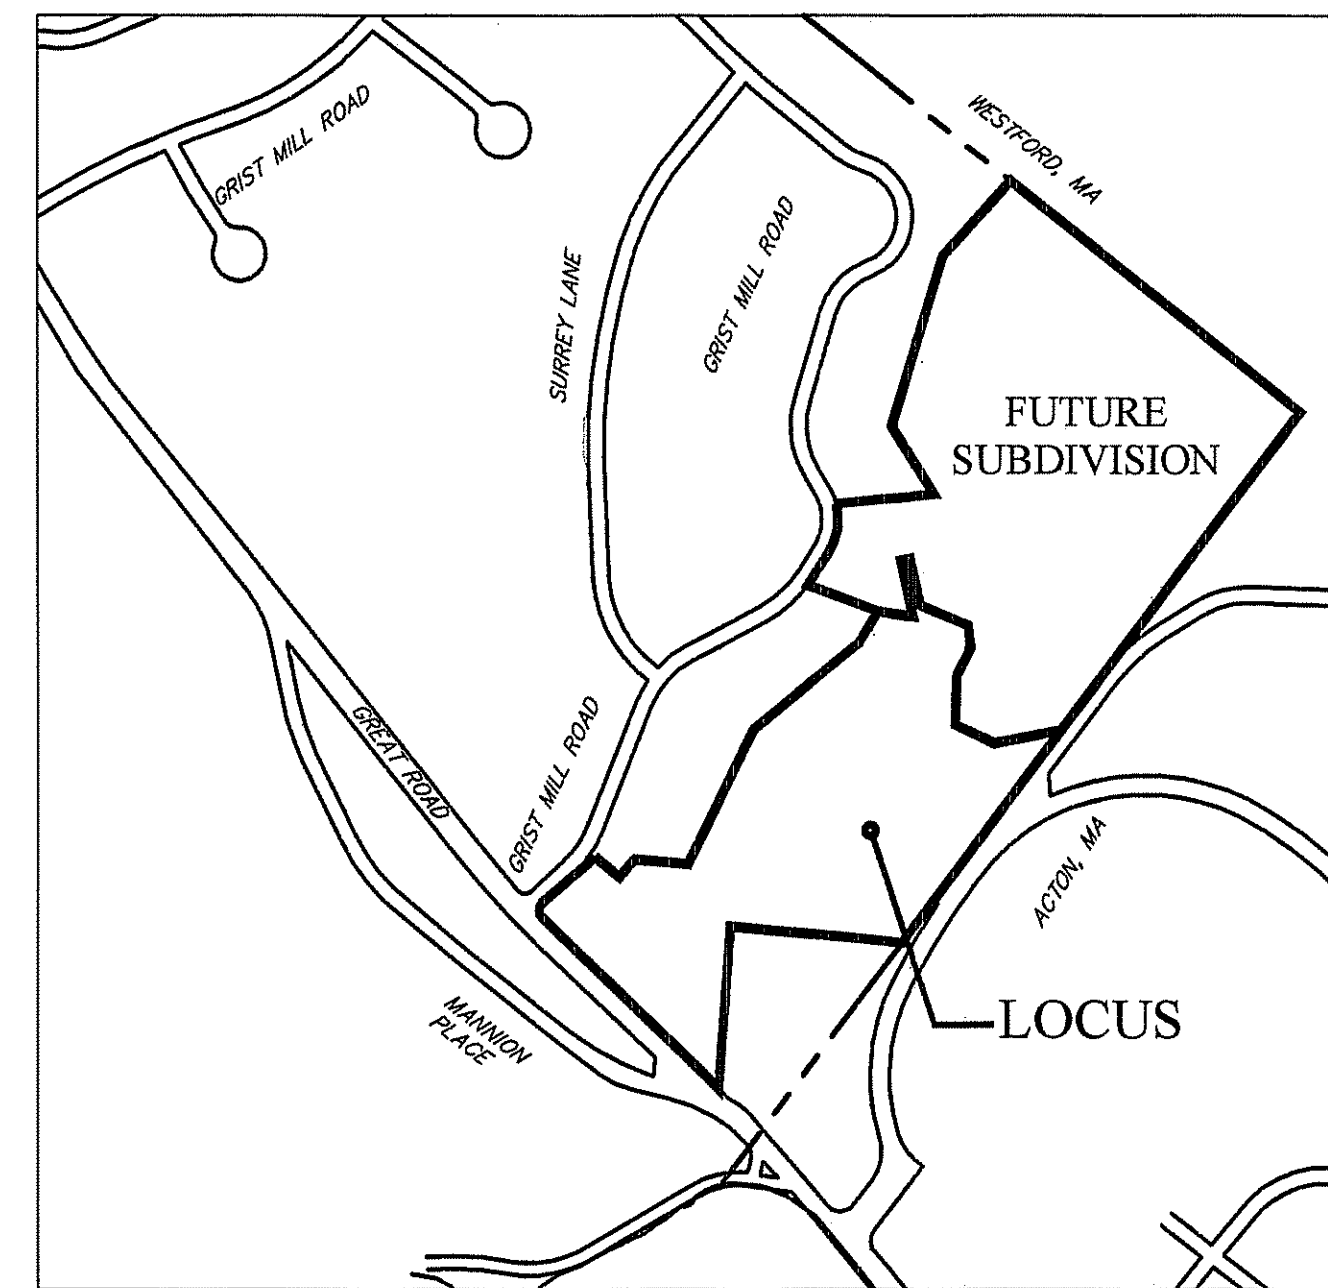 WESTFORD, MA
GRIST MILL ROAD
GRIST MILL ROAD
SURREY LANE
FUTURE
SUBDIVISION
GRIST MILL ROAD
GREAT ROAD
ACTON, MA
LOCUS
MANNION
PLACE